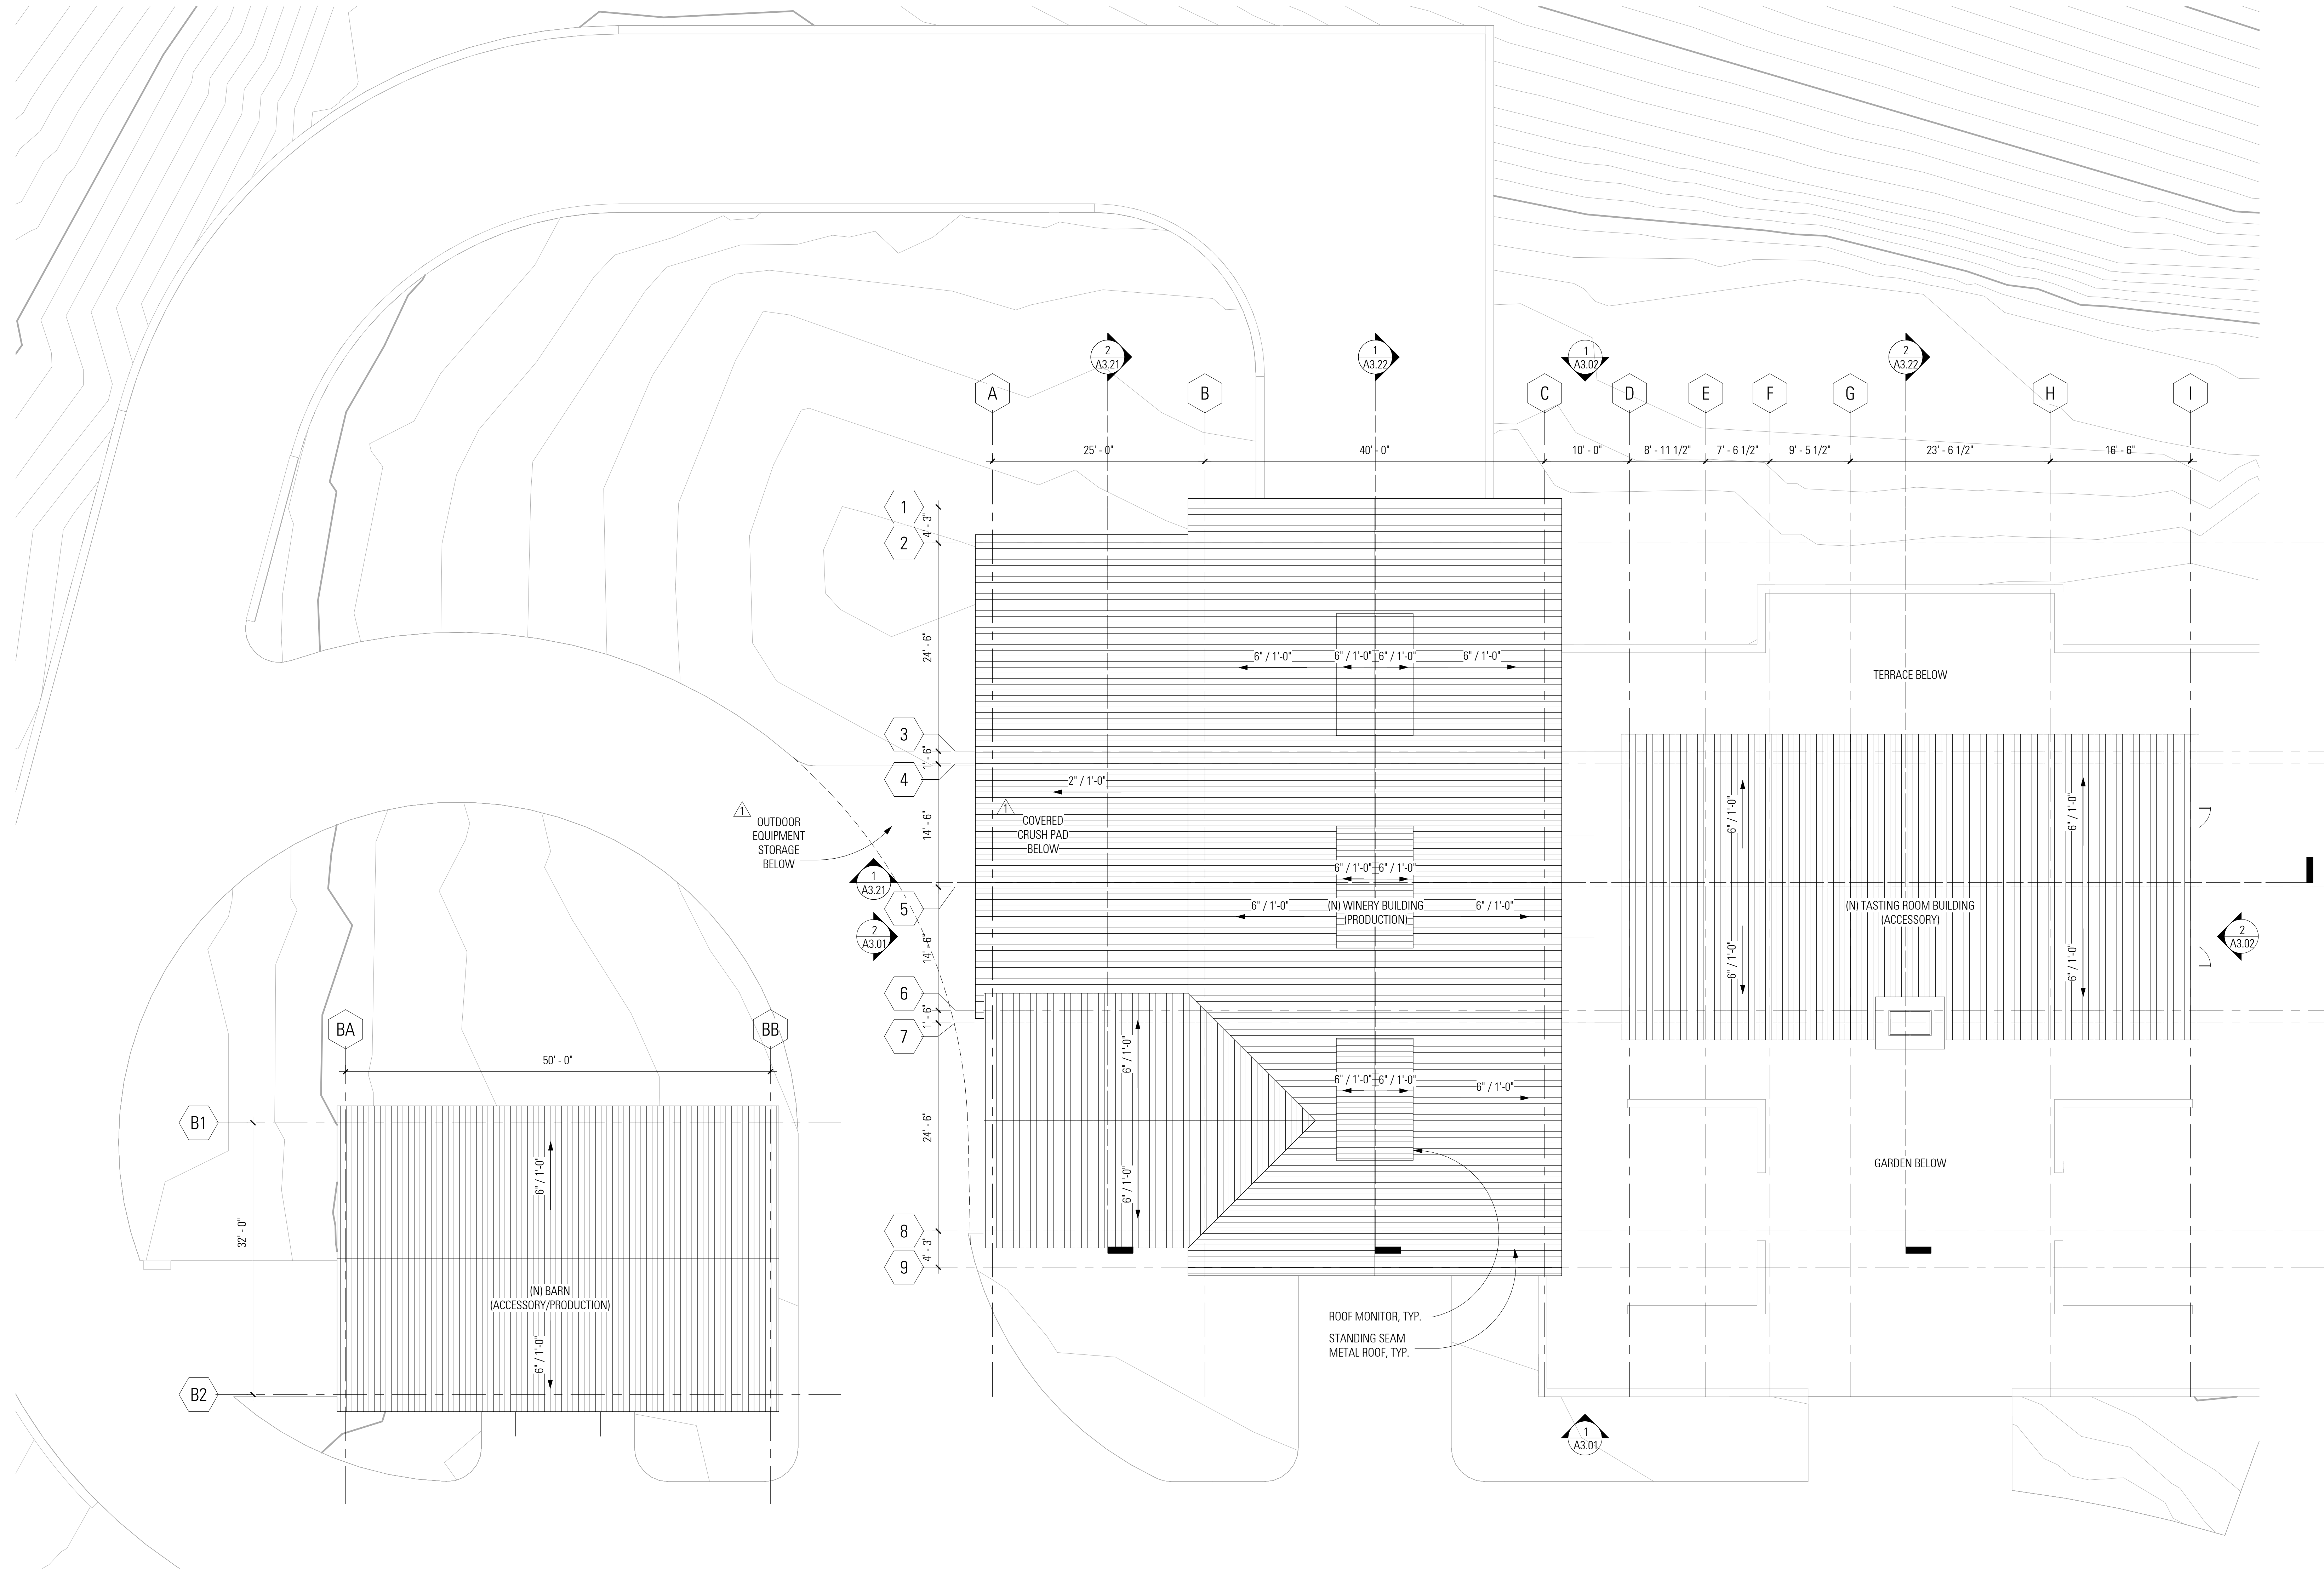 2
A3.21
1
A3.22
1
A3.02
2
A3.22
A
B
C
D
E
F
G
H
I
25' - 0"
40' - 0"
10' - 0"
8' - 11 1/2"
7' - 6 1/2"
9' - 5 1/2"
23' - 6 1/2"
16' - 6"
1
4' - 3"
2
24' - 6"
6" / 1'-0"
6" / 1'-0"
6" / 1'-0"
6" / 1'-0"
TERRACE BELOW
3
1' - 6"
4
2" / 1'-0"
1
OUTDOOR
EQUIPMENT
STORAGE
BELOW
1
COVERED
CRUSH PAD
BELOW
14' - 6"
6" / 1'-0"
6" / 1'-0"
6" / 1'-0"
6" / 1'-0"
1
A3.21
5
6" / 1'-0"
(N) WINERY BUILDING
(PRODUCTION)
6" / 1'-0"
(N) TASTING ROOM BUILDING
(ACCESSORY)
2
A3.01
14' - 6"
6" / 1'-0"
6" / 1'-0"
2
A3.02
6
1' - 6"
7
BA
BB
50' - 0"
6" / 1'-0"
6" / 1'-0"
6" / 1'-0"
6" / 1'-0"
B1
24' - 6"
6" / 1'-0"
6" / 1'-0"
GARDEN BELOW
32' - 0"
8
4' - 3"
9
(N) BARN
(ACCESSORY/PRODUCTION)
6" / 1'-0"
B2
ROOF MONITOR, TYP.
STANDING SEAM
METAL ROOF, TYP.
1
A3.01